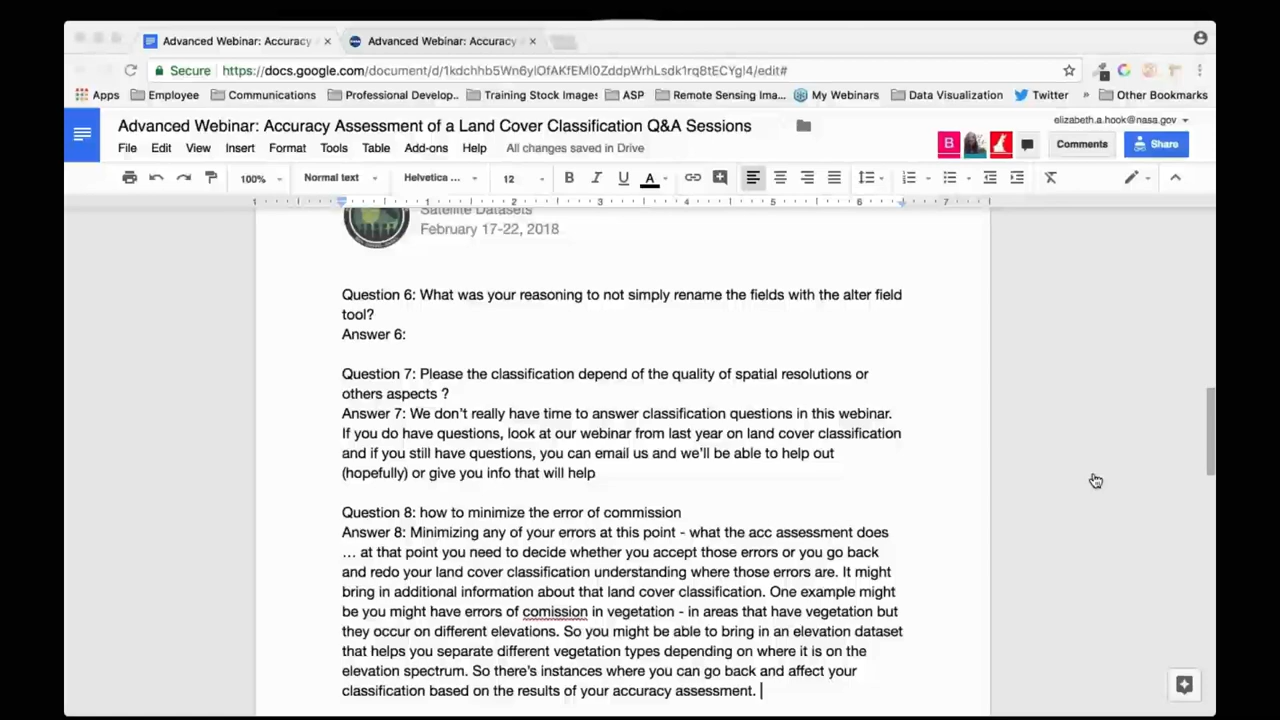 Advanced Webinar: Accuracy ×
Advanced Webinar: Accuracy ×
Secure https://docs.google.com/document/d/1kdchhb5Wn6ylOfAKfEMl0ZddpWrhLsdk1rq8tECYgl4/edit#
Apps Employee Communications Professional Develop.. Training Stock Images ASP Remote Sensing Ima... My Webinars Data Visualization Twitter » Other Bookmarks
Advanced Webinar: Accuracy Assessment of a Land Cover Classification Q&A Sessions
elizabeth.a.hook@nasa.gov
File Edit View Insert Format Tools Table Add-ons Help All changes saved in Drive
B Comments Share
100% Normal text Helvetica ... 12 B I U A
1 1 2 3 4 5 6 7
Satellite Datasets
February 17-22, 2018
Question 6: What was your reasoning to not simply rename the fields with the alter field
tool?
Answer 6:
Question 7: Please the classification depend of the quality of spatial resolutions or
others aspects ?
Answer 7: We don't really have time to answer classification questions in this webinar.
If you do have questions, look at our webinar from last year on land cover classification
and if you still have questions, you can email us and we'll be able to help out
(hopefully) or give you info that will help
Question 8: how to minimize the error of commission
Answer 8: Minimizing any of your errors at this point - what the acc assessment does
... at that point you need to decide whether you accept those errors or you go back
and redo your land cover classification understanding where those errors are. It might
bring in additional information about that land cover classification. One example might
be you might have errors of comission in vegetation - in areas that have vegetation but
they occur on different elevations. So you might be able to bring in an elevation dataset
that helps you separate different vegetation types depending on where it is on the
elevation spectrum. So there's instances where you can go back and affect your
classification based on the results of your accuracy assessment.